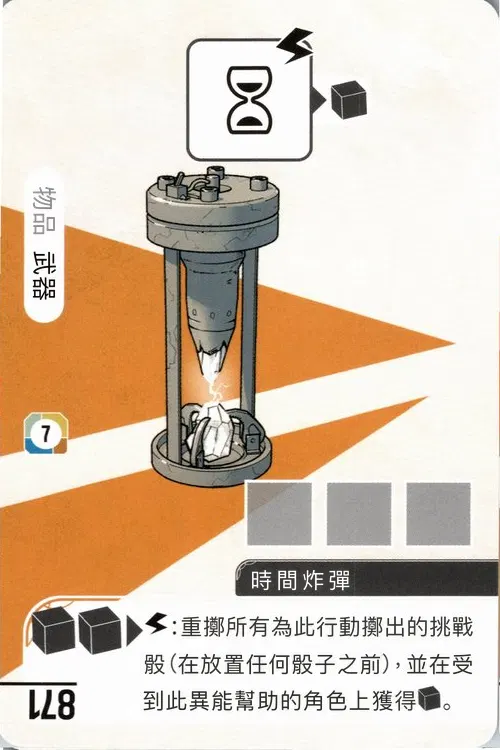 物品 武器
7
時間炸彈
:重擲所有為此行動擲出的挑戰
骰(在放置任何骰子之前),並在受
到此異能幫助的角色上獲得。
871